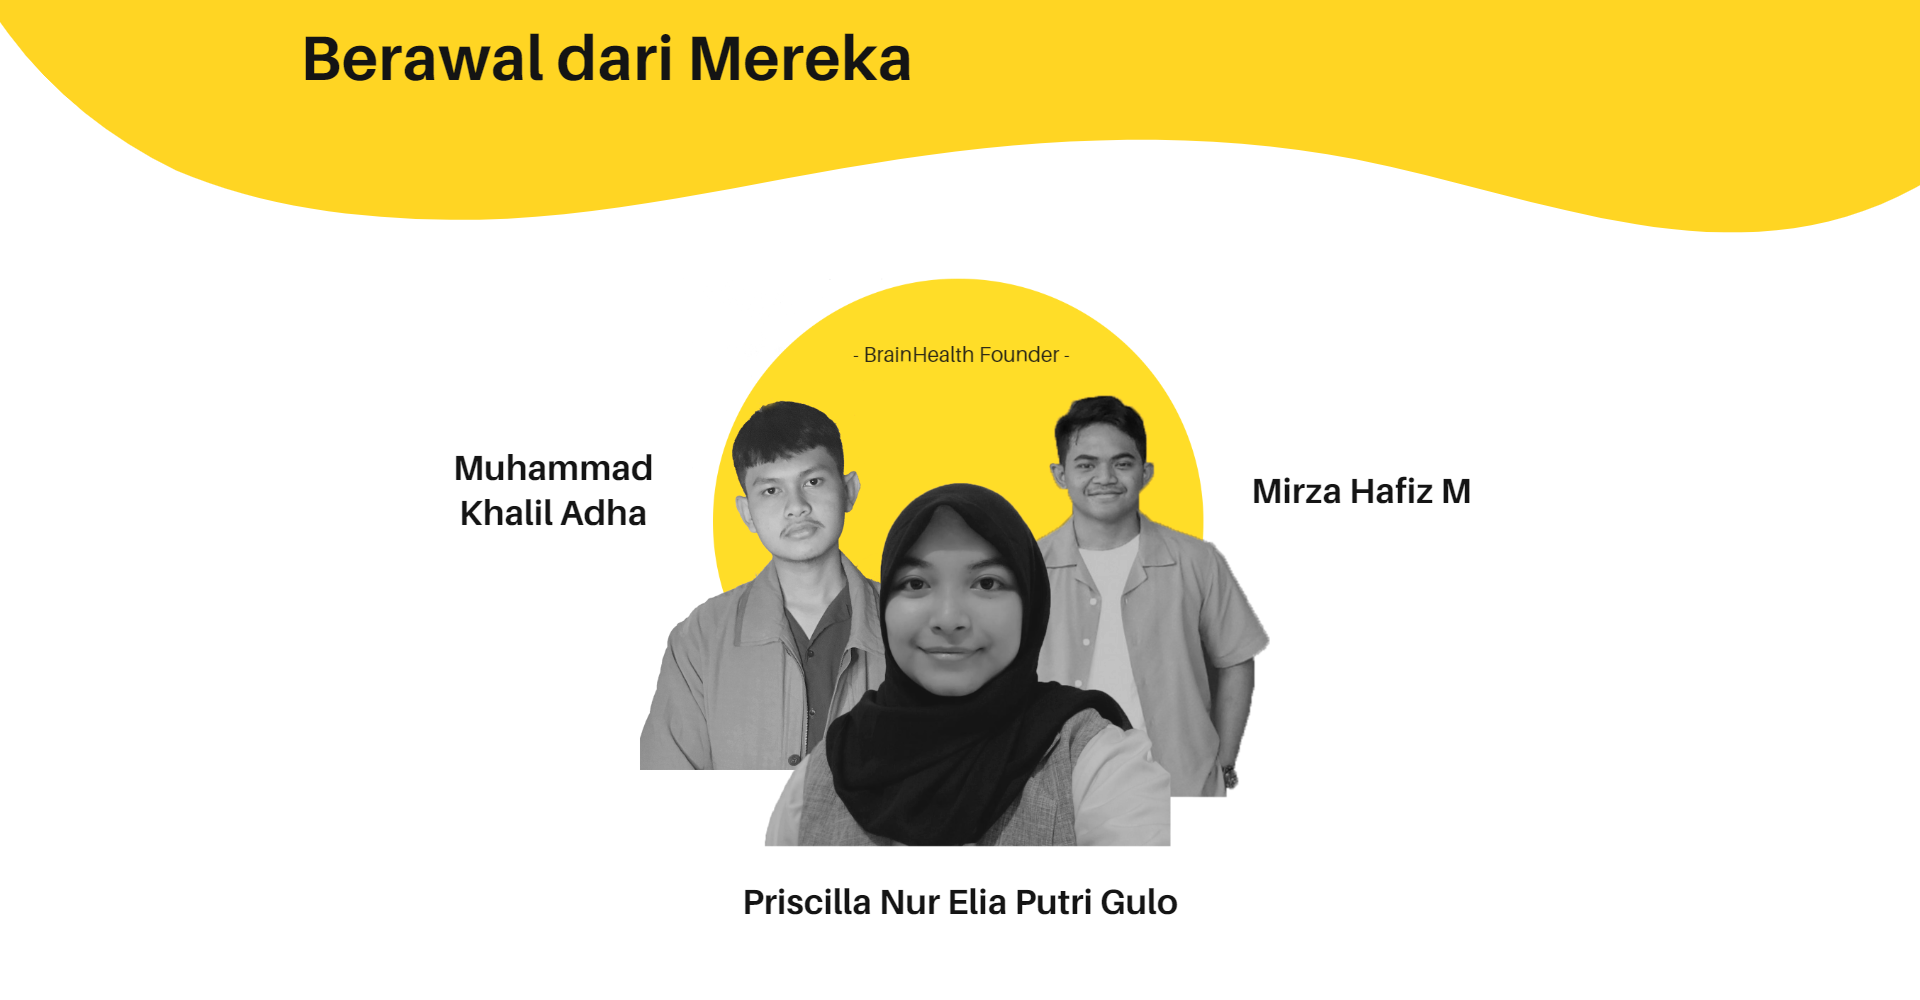 Berawal dari Mereka
- BrainHealth Founder -
Muhammad
Khalil Adha
Mirza Hafiz M
Priscilla Nur Elia Putri Gulo